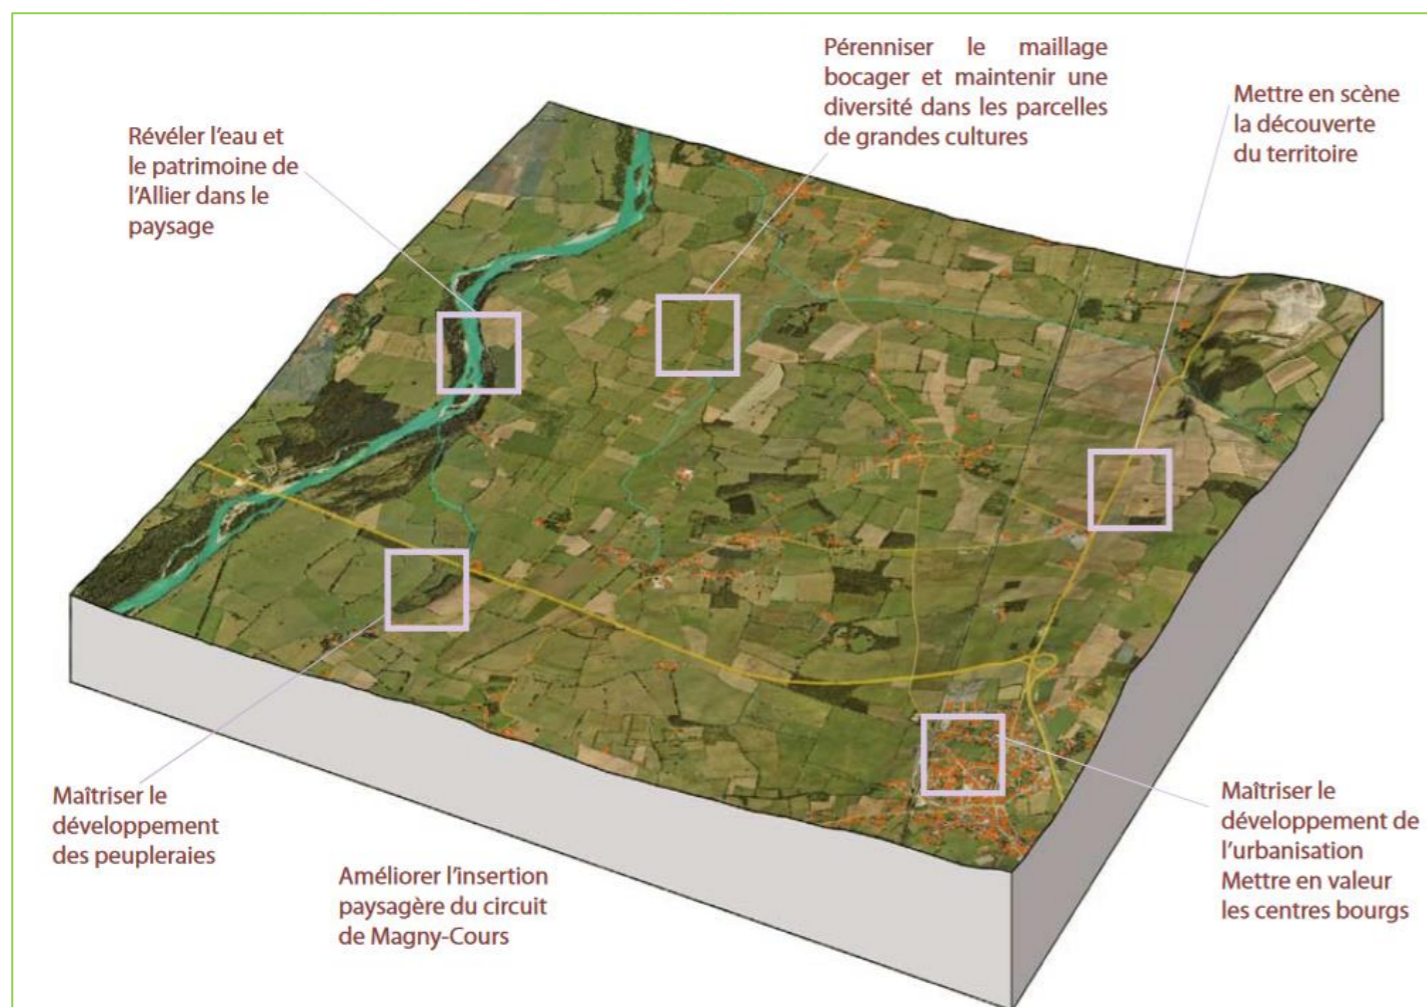 Pérenniser le maillage
bocager et maintenir une
diversité dans les parcelles
de grandes cultures
Mettre en scène
la découverte
du territoire
Révéler l'eau et
le patrimoine de
l'Allier dans le
paysage
Maîtriser le
développement
des peupleraies
Améliorer l'insertion
paysagère du circuit
de Magny-Cours
Maîtriser le
développement de
l'urbanisation
Mettre en valeur
les centres bourgs